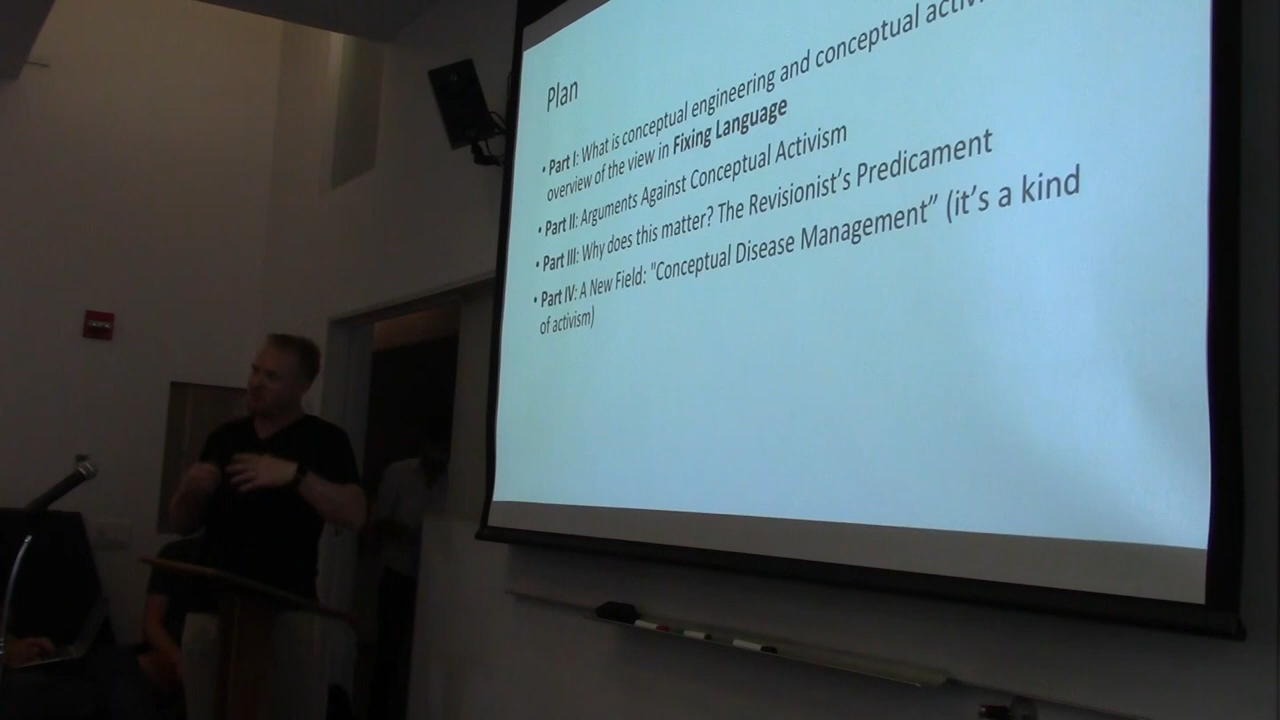 Plan
• Part I: What is conceptual engineering and conceptual
overview of the view in Fixing Language
• Part II: Arguments Against Conceptual Activism
• Part III: Why does this matter? The Revisionist's Predicament
• Part IV: A New Field: "Conceptual Disease Management” (it's a kind
of activism)